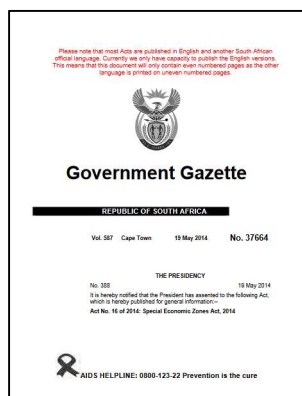 Please note that most Acts are published in English and another South African
official language. Currently we only have capacity to publish the English versions.
This means that this document will only contain even numbered pages as the other
language is printed on uneven numbered pages.
Government Gazette
REPUBLIC OF SOUTH AFRICA
Vol. 587 Cape Town 19 May 2014 No. 37664
THE PRESIDENCY
No. 388 19 May 2014
It is hereby notified that the President has assented to the following Act,
which is hereby published for general information:–
Act No. 16 of 2014: Special Economic Zones Act, 2014
AIDS HELPLINE: 0800-123-22 Prevention is the cure